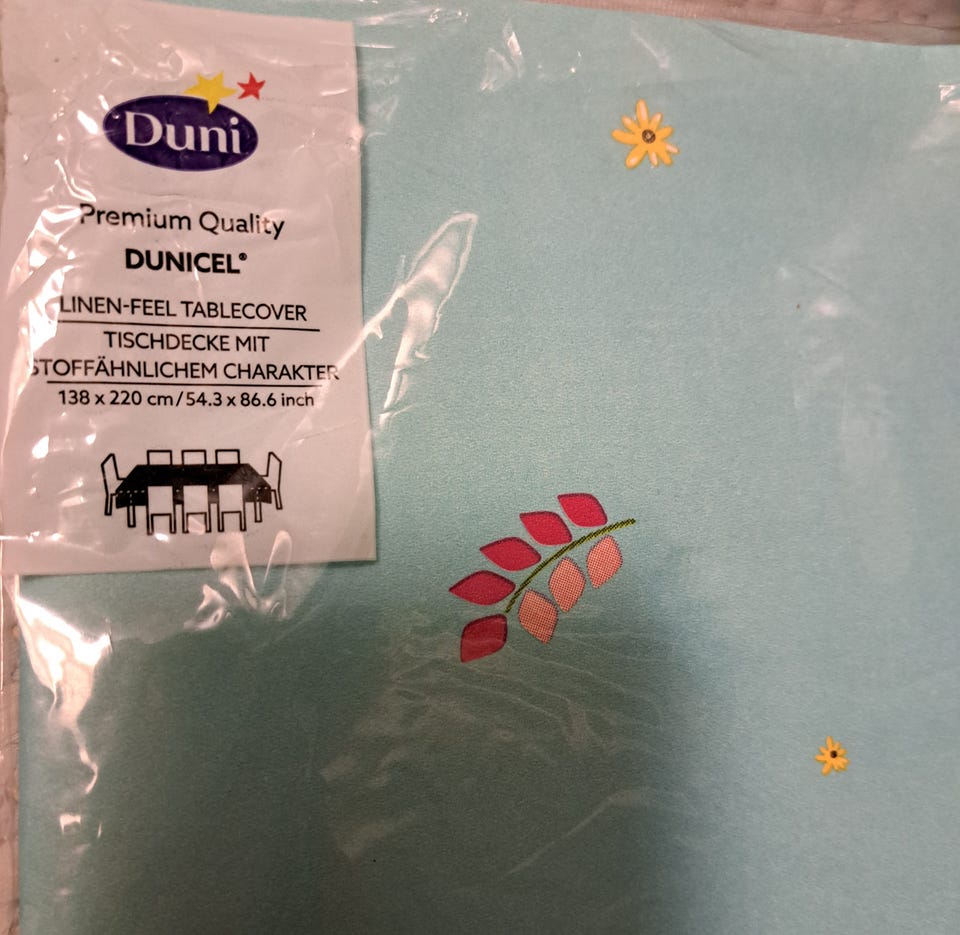 Duni
Premium Quality
DUNICEL®
LINEN-FEEL TABLECOVER
TISCHDECKE MIT
STOFFÄHNLICHEM CHARAKTER
138 x 220 cm/54.3 x 86.6 inch